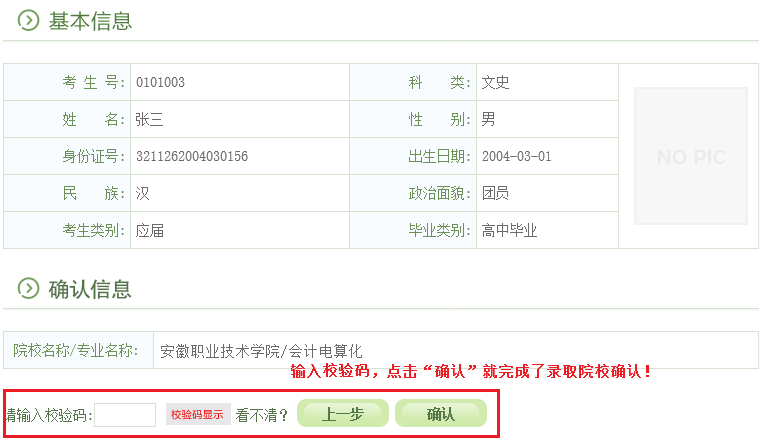 基本信息
考 生 号: 0101003 科 类: 文史
姓 名: 张三 性 别: 男
NO PIC
身份证号: 3211262004030156 出生日期: 2004-03-01
民 族: 汉 政治面貌: 团员
考生类别: 应届 毕业类别: 高中毕业
确认信息
院校名称/专业名称: 安徽职业技术学院/会计电算化
输入校验码，点击“确认”就完成了录取院校确认！
请输入校验码: 校验码显示 看不清？ 上一步 确认